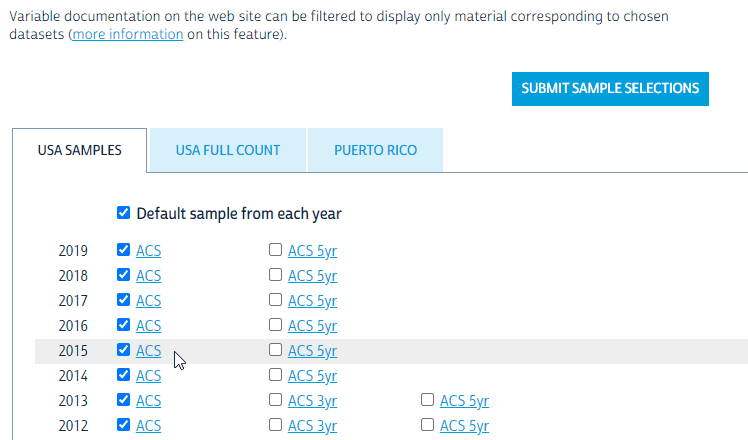 Variable documentation on the web site can be filtered to display only material corresponding to chosen
datasets (more information on this feature).
SUBMIT SAMPLE SELECTIONS
USA SAMPLES USA FULL COUNT PUERTO RICO
Default sample from each year
2019 ACS ACS 5yr
2018 ACS ACS 5yr
2017 ACS ACS 5yr
2016 ACS ACS 5yr
2015 ACS ACS 5yr
2014 ACS ACS 5yr
2013 ACS ACS 3yr ACS 5yr
2012 ACS ACS 3yr ACS 5yr